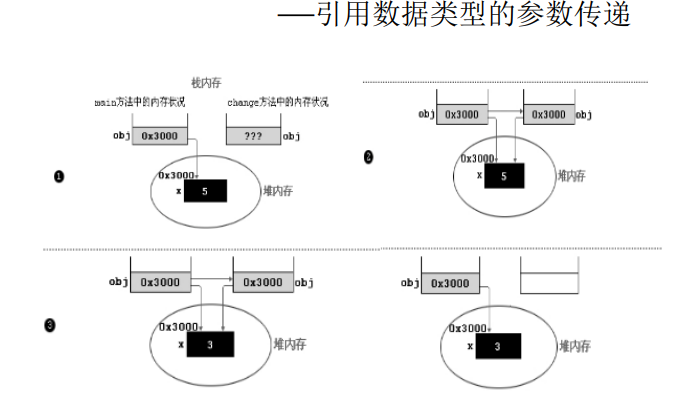 ——引用数据类型的参数传递
栈内存
main方法中的内存状况 change方法中的内存状况
obj 0x3000 ??? obj
0x3000
x 5 堆内存
❶
obj 0x3000 0x3000 obj
0x3000
x 5 堆内存
❷
obj 0x3000 0x3000 obj
0x3000
x 3 堆内存
❸
obj 0x3000
0x3000
x 3 堆内存